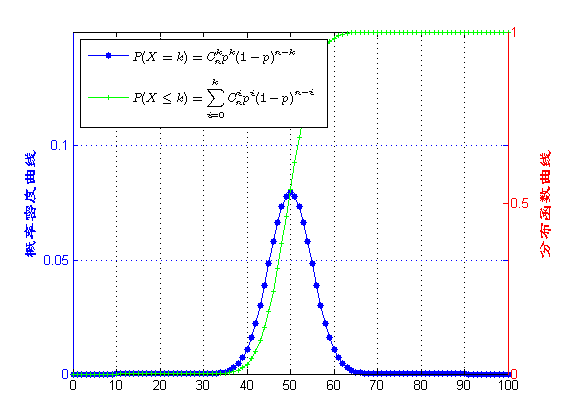 P(X = k) = C_n^k p^k (1 − p)^{n−k}
P(X ≤ k) = \sum_{i=0}^{k} C_n^i p^i (1 − p)^{n−i}
概率密度曲线
0.1
0.05
0
分布函数曲线
1
0.5
0
0 10 20 30 40 50 60 70 80 90 100